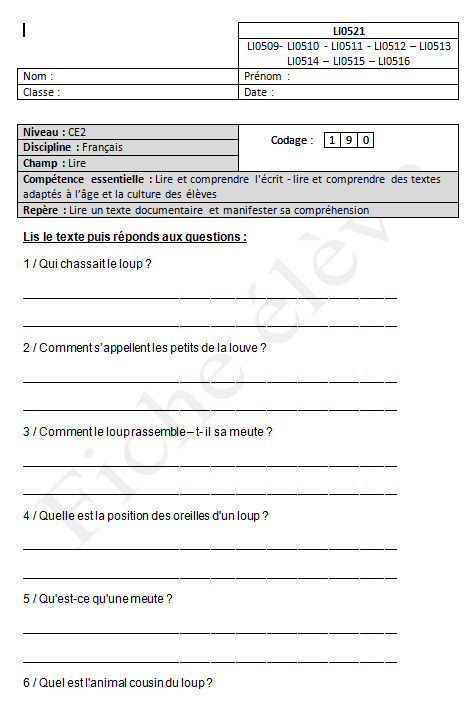 LI0521
LI0509- LI0510 - LI0511 - LI0512 – LI0513
LI0514 – LI0515 – LI0516
Nom : Prénom :
Classe : Date :
Niveau : CE2
Codage : 1 9 0
Discipline : Français
Champ : Lire
Compétence essentielle : Lire et comprendre l'écrit - lire et comprendre des textes
adaptés à l'âge et la culture des élèves
Repère : Lire un texte documentaire et manifester sa compréhension
Lis le texte puis réponds aux questions :
1 / Qui chassait le loup ?
2 / Comment s'appellent les petits de la louve ?
3 / Comment le loup rassemble – t- il sa meute ?
4 / Quelle est la position des oreilles d'un loup ?
5 / Qu'est-ce qu'une meute ?
6 / Quel est l'animal cousin du loup ?
Fiche élève